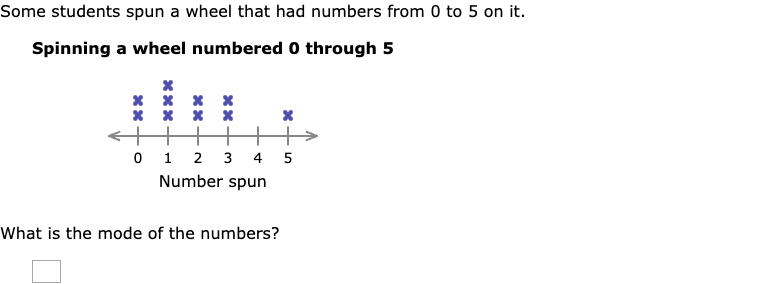 Some students spun a wheel that had numbers from 0 to 5 on it.
Spinning a wheel numbered 0 through 5
0 1 2 3 4 5
Number spun
What is the mode of the numbers?